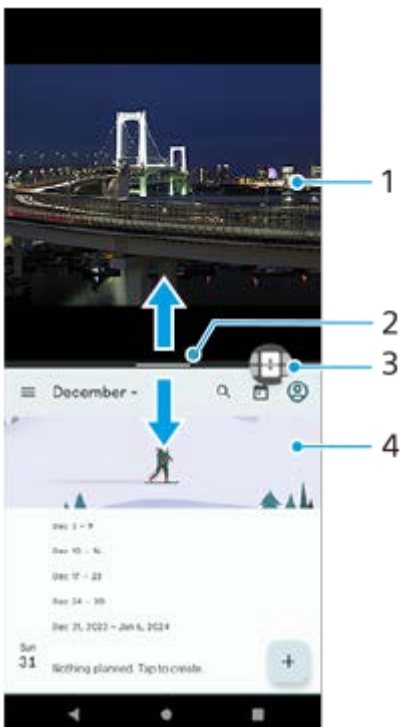 1
2
3
December
4
Dec 3 – 9
Dec 10 – 16
Dec 17 – 23
Dec 24 – 30
Dec 31, 2023 – Jan 6, 2024
Sun
31
Nothing planned. Tap to create.